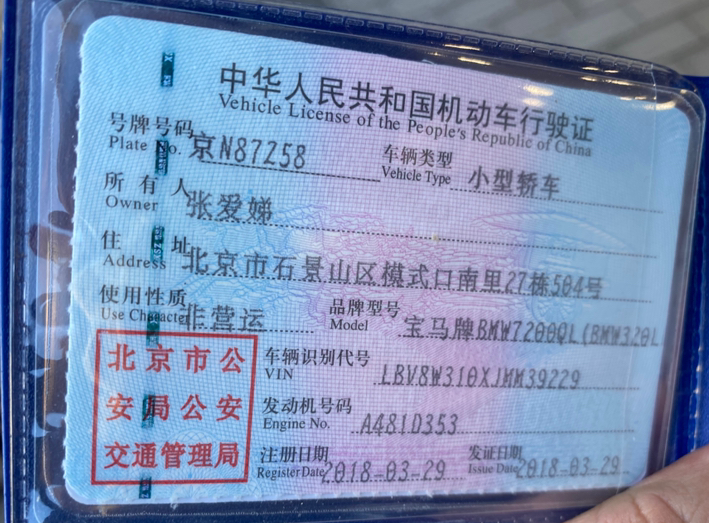 中华人民共和国机动车行驶证
Vehicle License of the People's Republic of China
号牌号码 京N87258 车辆类型 小型轿车
Plate No. Vehicle Type
所有人 张爱娣
Owner
住址 北京市石景山区模式口南里27栋504号
Address
使用性质 非营运 品牌型号 宝马牌BMW7200QL(BMW320L
Use Character Model
北京市公 车辆识别代号 LBV8W310XJMM39229
VIN
安局公安 发动机号码 A481D353
Engine No.
交通管理局 注册日期 2018-03-29 发证日期 2018-03-29
Register Date Issue Date